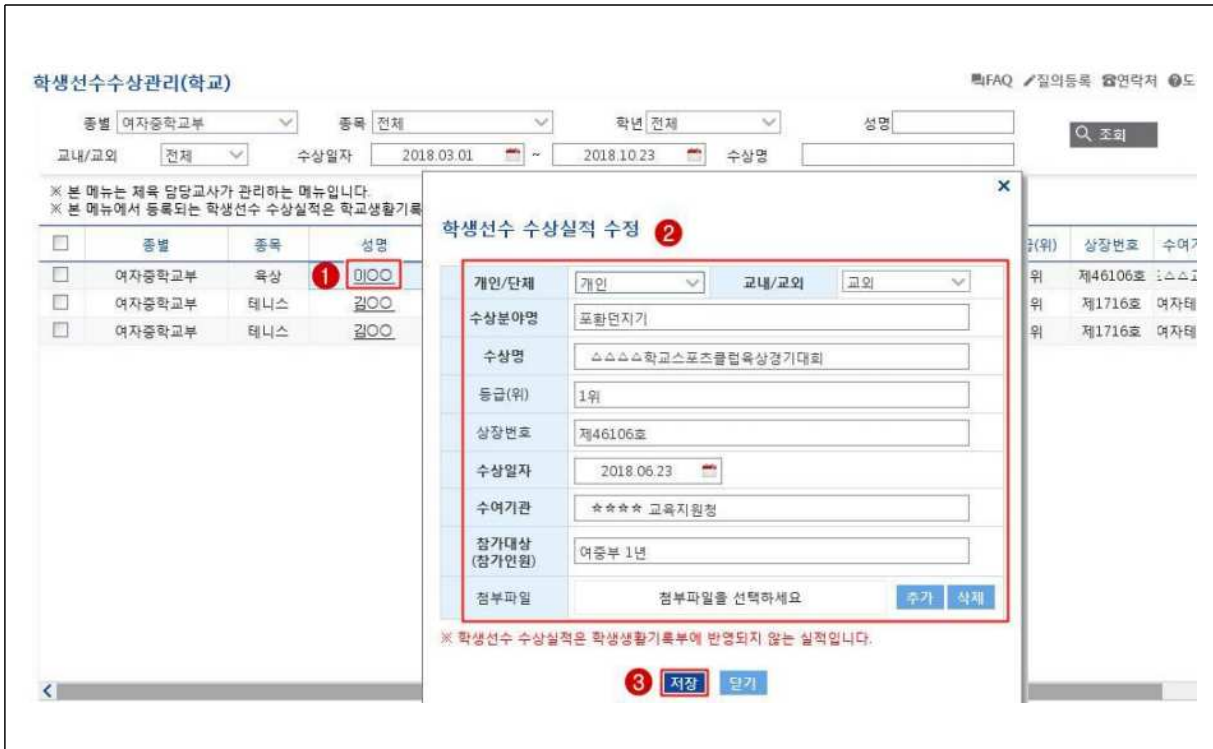 학생선수수상관리(학교)
FAQ 질의등록 연락처 도
종별 여자중학교부 종목 전체 학년 전체 성명 조회
교내/교외 전체 수상일자 2018.03.01 ~ 2018.10.23 수상명
※ 본 메뉴는 체육 담당교사가 관리하는 메뉴입니다.
※ 본 메뉴에서 등록되는 학생선수 수상실적은 학교생활기록
종별 종목 성명 급(위) 상장번호 수여기
여자중학교부 육상 1 이○○ 위 제46106호 △△교
여자중학교부 테니스 김○○ 위 제1716호 여자테
여자중학교부 테니스 김○○ 위 제1716호 여자테
×
학생선수 수상실적 수정 2
개인/단체 개인 교내/교외 교외
수상분야명 포환던지기
수상명 △△△△학교스포츠클럽육상경기대회
등급(위) 1위
상장번호 제46106호
수상일자 2018.06.23
수여기관 ☆☆☆☆ 교육지원청
참가대상
(참가인원) 여중부 1년
첨부파일 첨부파일을 선택하세요 추가 삭제
※ 학생선수 수상실적은 학생생활기록부에 반영되지 않는 실적입니다.
3 저장 닫기